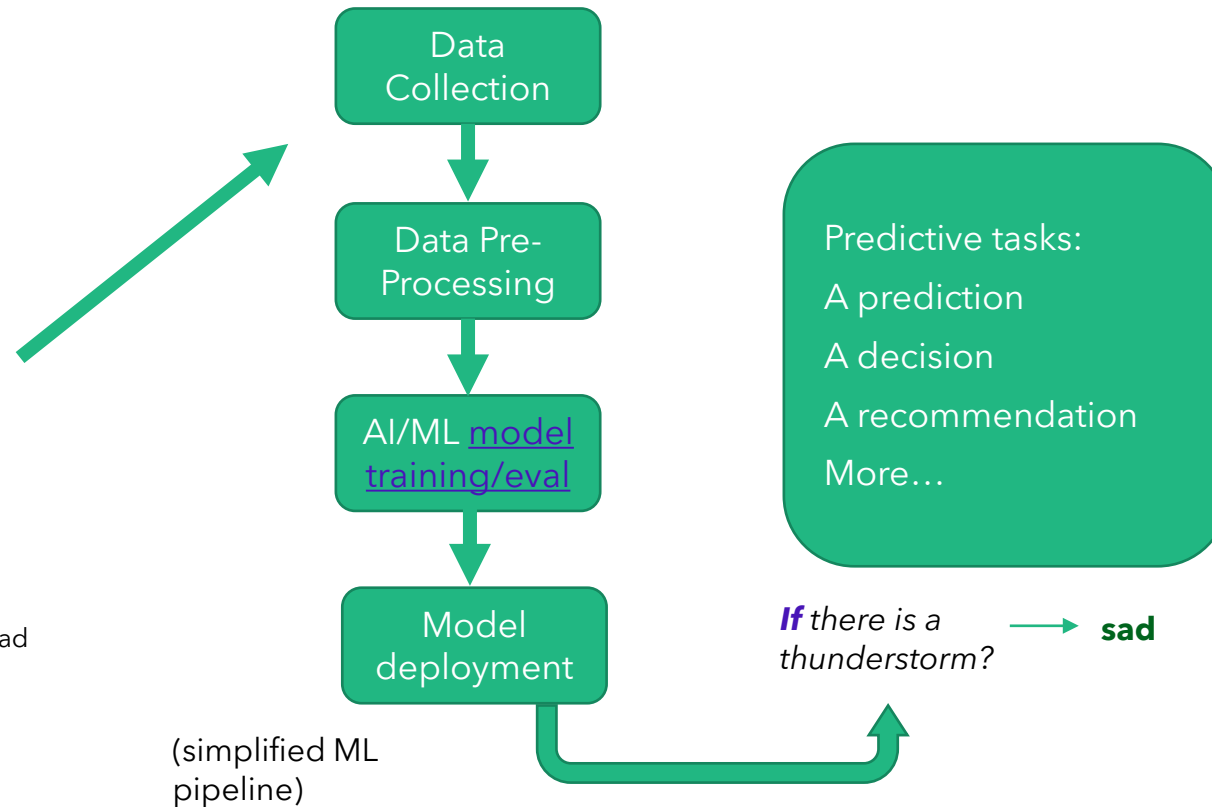 Data
Collection
Data Pre-
Processing
AI/ML model
training/eval
Model
deployment
(simplified ML
pipeline)
Predictive tasks:
A prediction
A decision
A recommendation
More…
If there is a
thunderstorm?
sad
ad